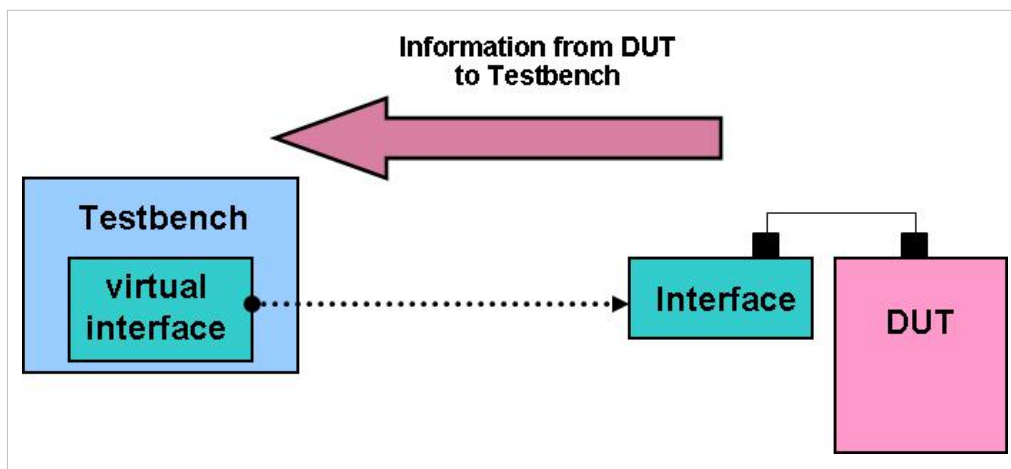 Information from DUT
to Testbench
Testbench
virtual
interface
Interface
DUT